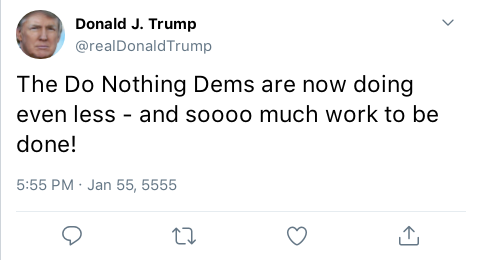 Donald J. Trump
@realDonaldTrump
The Do Nothing Dems are now doing
even less - and soooo much work to be
done!
5:55 PM · Jan 55, 5555